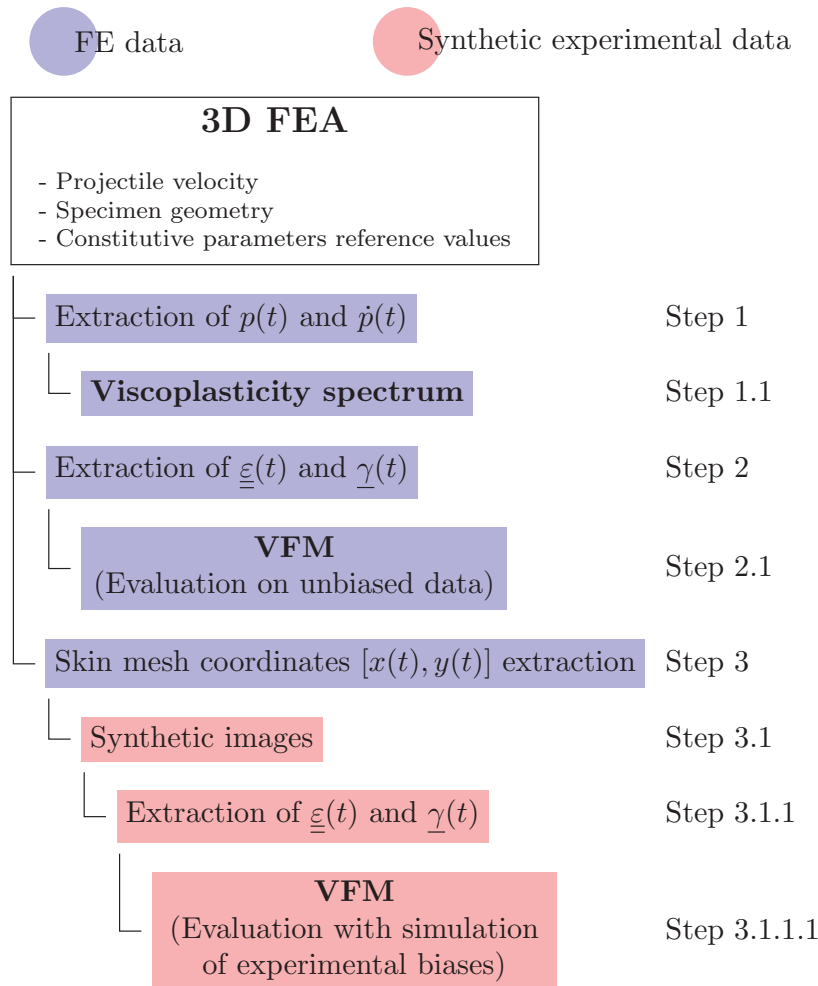 FE data
Synthetic experimental data
3D FEA
- Projectile velocity
- Specimen geometry
- Constitutive parameters reference values
Extraction of p(t) and ṗ(t)
Step 1
Viscoplasticity spectrum
Step 1.1
Extraction of ε̳(t) and γ̲(t)
Step 2
VFM
(Evaluation on unbiased data)
Step 2.1
Skin mesh coordinates [x(t), y(t)] extraction
Step 3
Synthetic images
Step 3.1
Extraction of ε̳(t) and γ̲(t)
Step 3.1.1
VFM
(Evaluation with simulation
of experimental biases)
Step 3.1.1.1